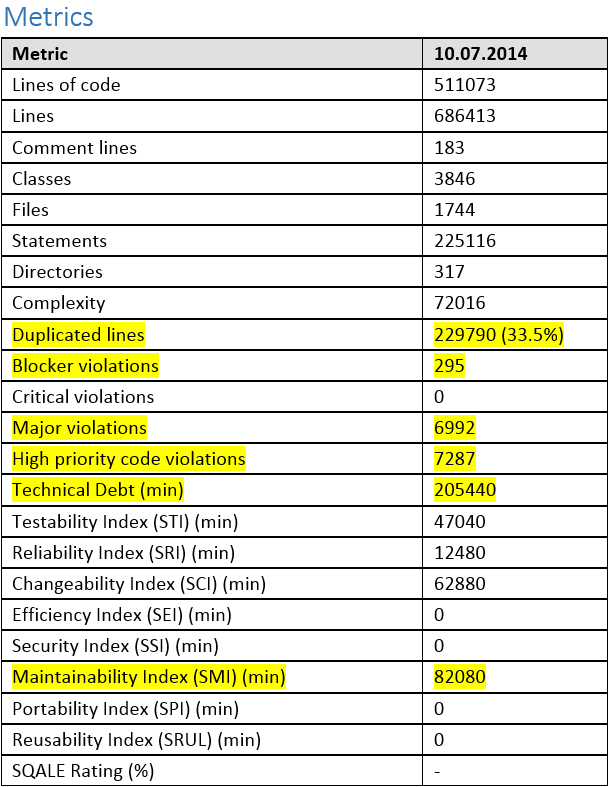 Metrics
Metric 10.07.2014
Lines of code 511073
Lines 686413
Comment lines 183
Classes 3846
Files 1744
Statements 225116
Directories 317
Complexity 72016
Duplicated lines 229790 (33.5%)
Blocker violations 295
Critical violations 0
Major violations 6992
High priority code violations 7287
Technical Debt (min) 205440
Testability Index (STI) (min) 47040
Reliability Index (SRI) (min) 12480
Changeability Index (SCI) (min) 62880
Efficiency Index (SEI) (min) 0
Security Index (SSI) (min) 0
Maintainability Index (SMI) (min) 82080
Portability Index (SPI) (min) 0
Reusability Index (SRUL) (min) 0
SQALE Rating (%) -